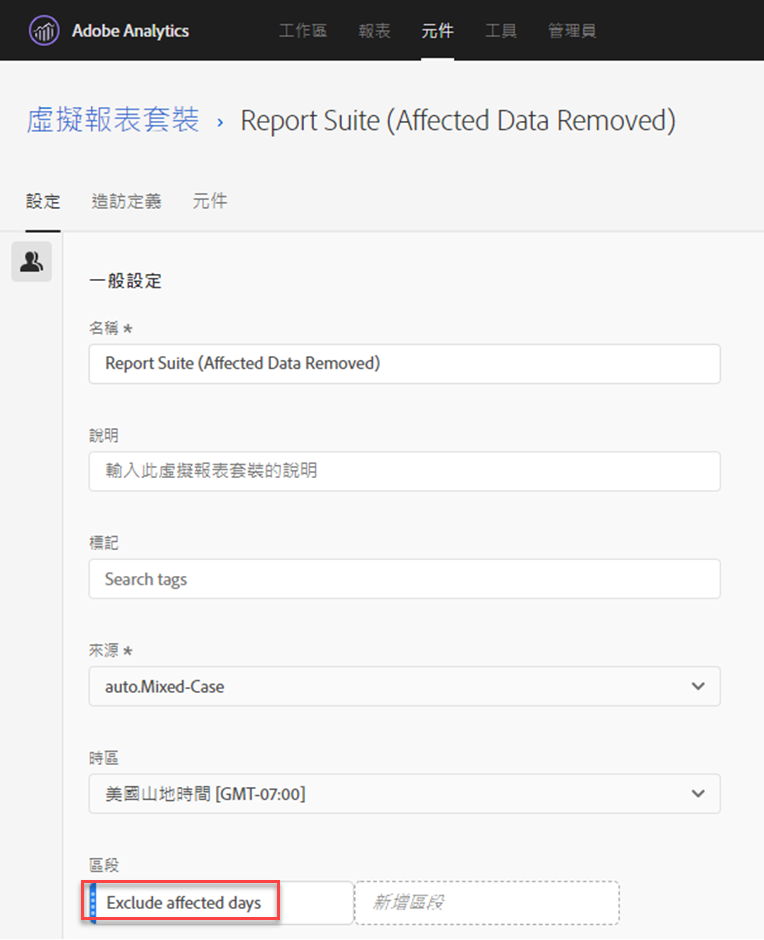 Adobe Analytics 工作區 報表 元件 工具 管理員
虛擬報表套裝 › Report Suite (Affected Data Removed)
設定 造訪定義 元件
一般設定
名稱 *
Report Suite (Affected Data Removed)
說明
輸入此虛擬報表套裝的說明
標記
Search tags
來源 *
auto.Mixed-Case
時區
美國山地時間 [GMT-07:00]
區段
Exclude affected days 新增區段